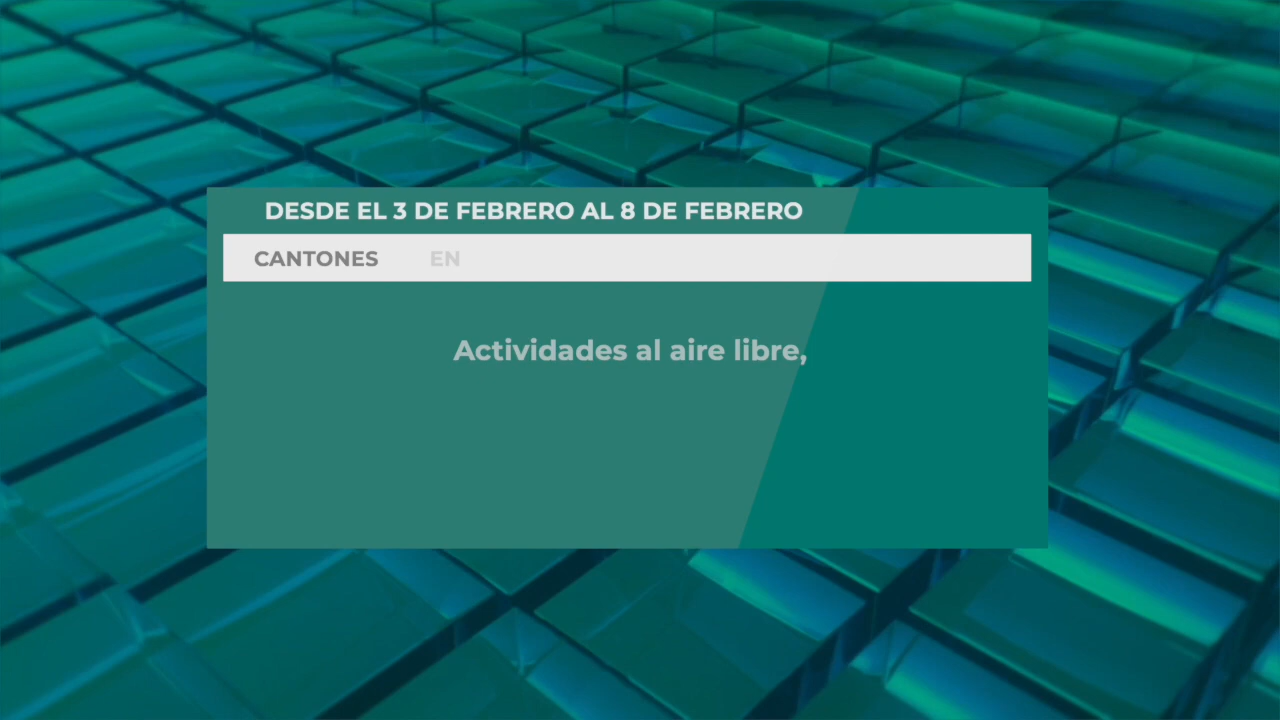 DESDE EL 3 DE FEBRERO AL 8 DE FEBRERO
CANTONES EN
Actividades al aire libre,